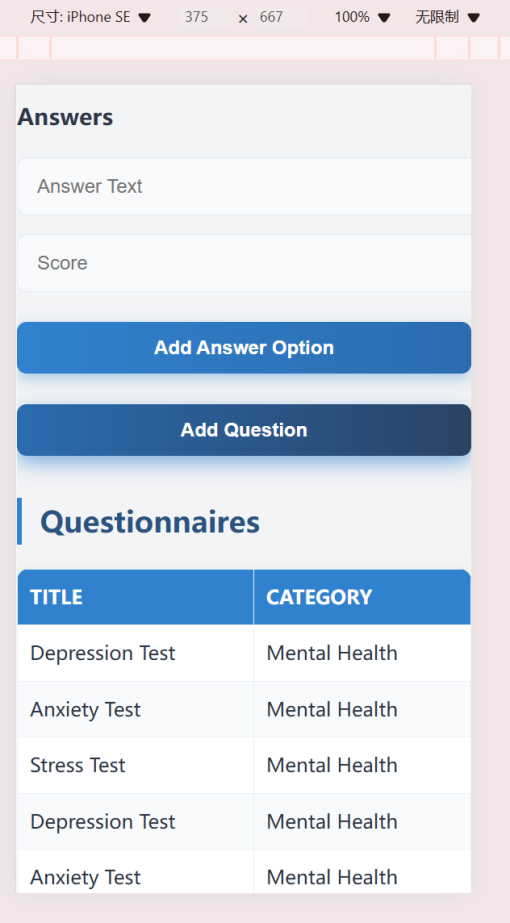 尺寸: iPhone SE ▼ 375 × 667 100% ▼ 无限制 ▼
Answers
Answer Text
Score
Add Answer Option
Add Question
Questionnaires
TITLE CATEGORY
Depression Test Mental Health
Anxiety Test Mental Health
Stress Test Mental Health
Depression Test Mental Health
Anxiety Test Mental Health